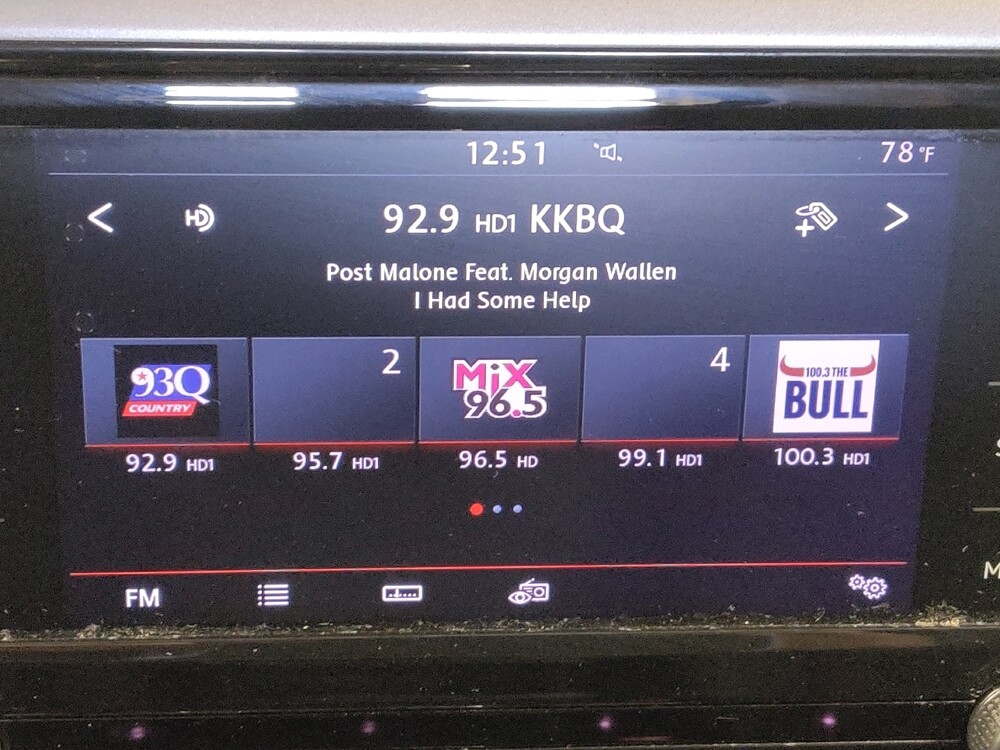 12:51
78°F
HD
92.9 HD1 KKBQ
Post Malone Feat. Morgan Wallen
I Had Some Help
93Q
COUNTRY
2
MiX
96.5
4
100.3 THE
BULL
92.9 HD1
95.7 HD1
96.5 HD
99.1 HD1
100.3 HD1
FM